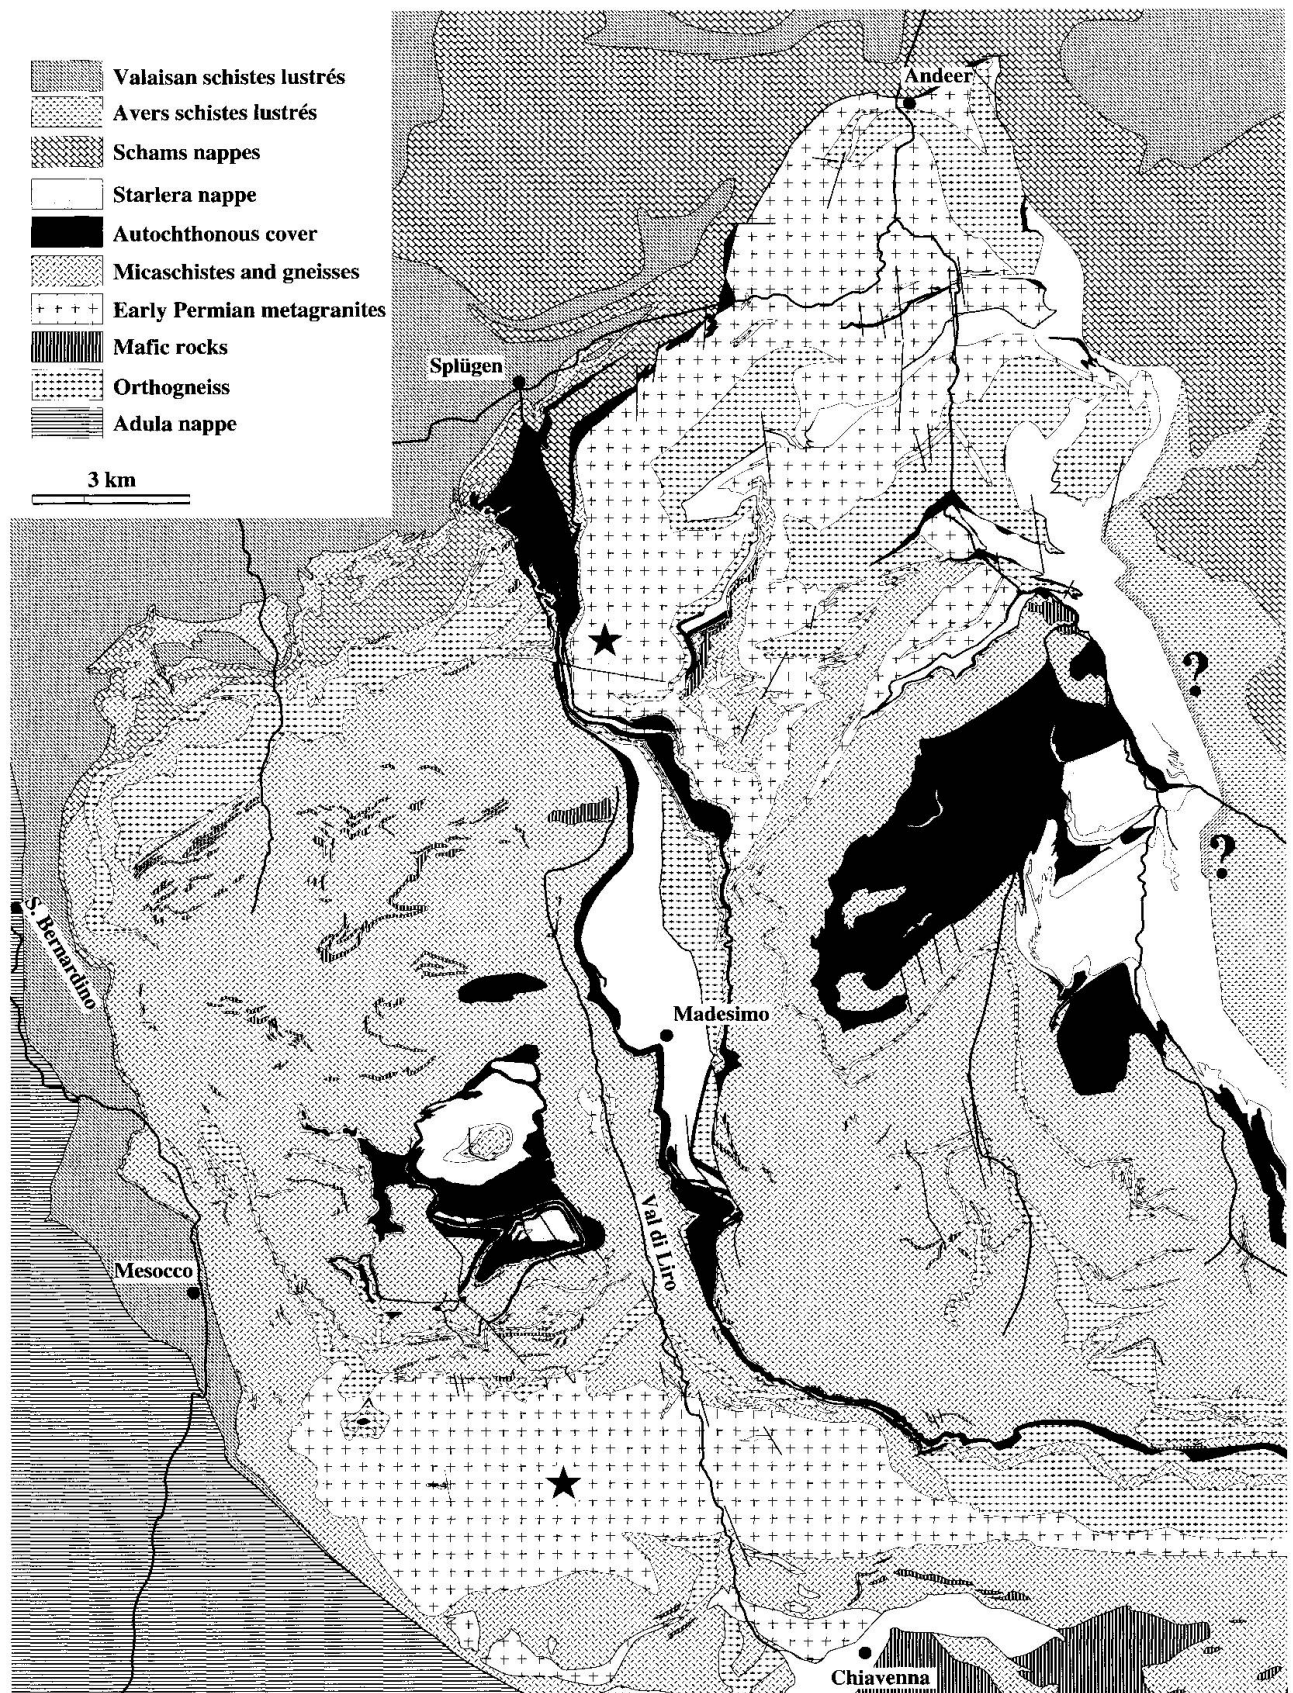 Valaisan schistes lustrés
Avers schistes lustrés
Schams nappes
Starlera nappe
Autochthonous cover
Micaschistes and gneisses
Early Permian metagranites
Mafic rocks
Orthogneiss
Adula nappe
3 km
Andeer
Splügen
?
?
S. Bernardino
Madesimo
Val di Liro
Mesocco
Chiavenna